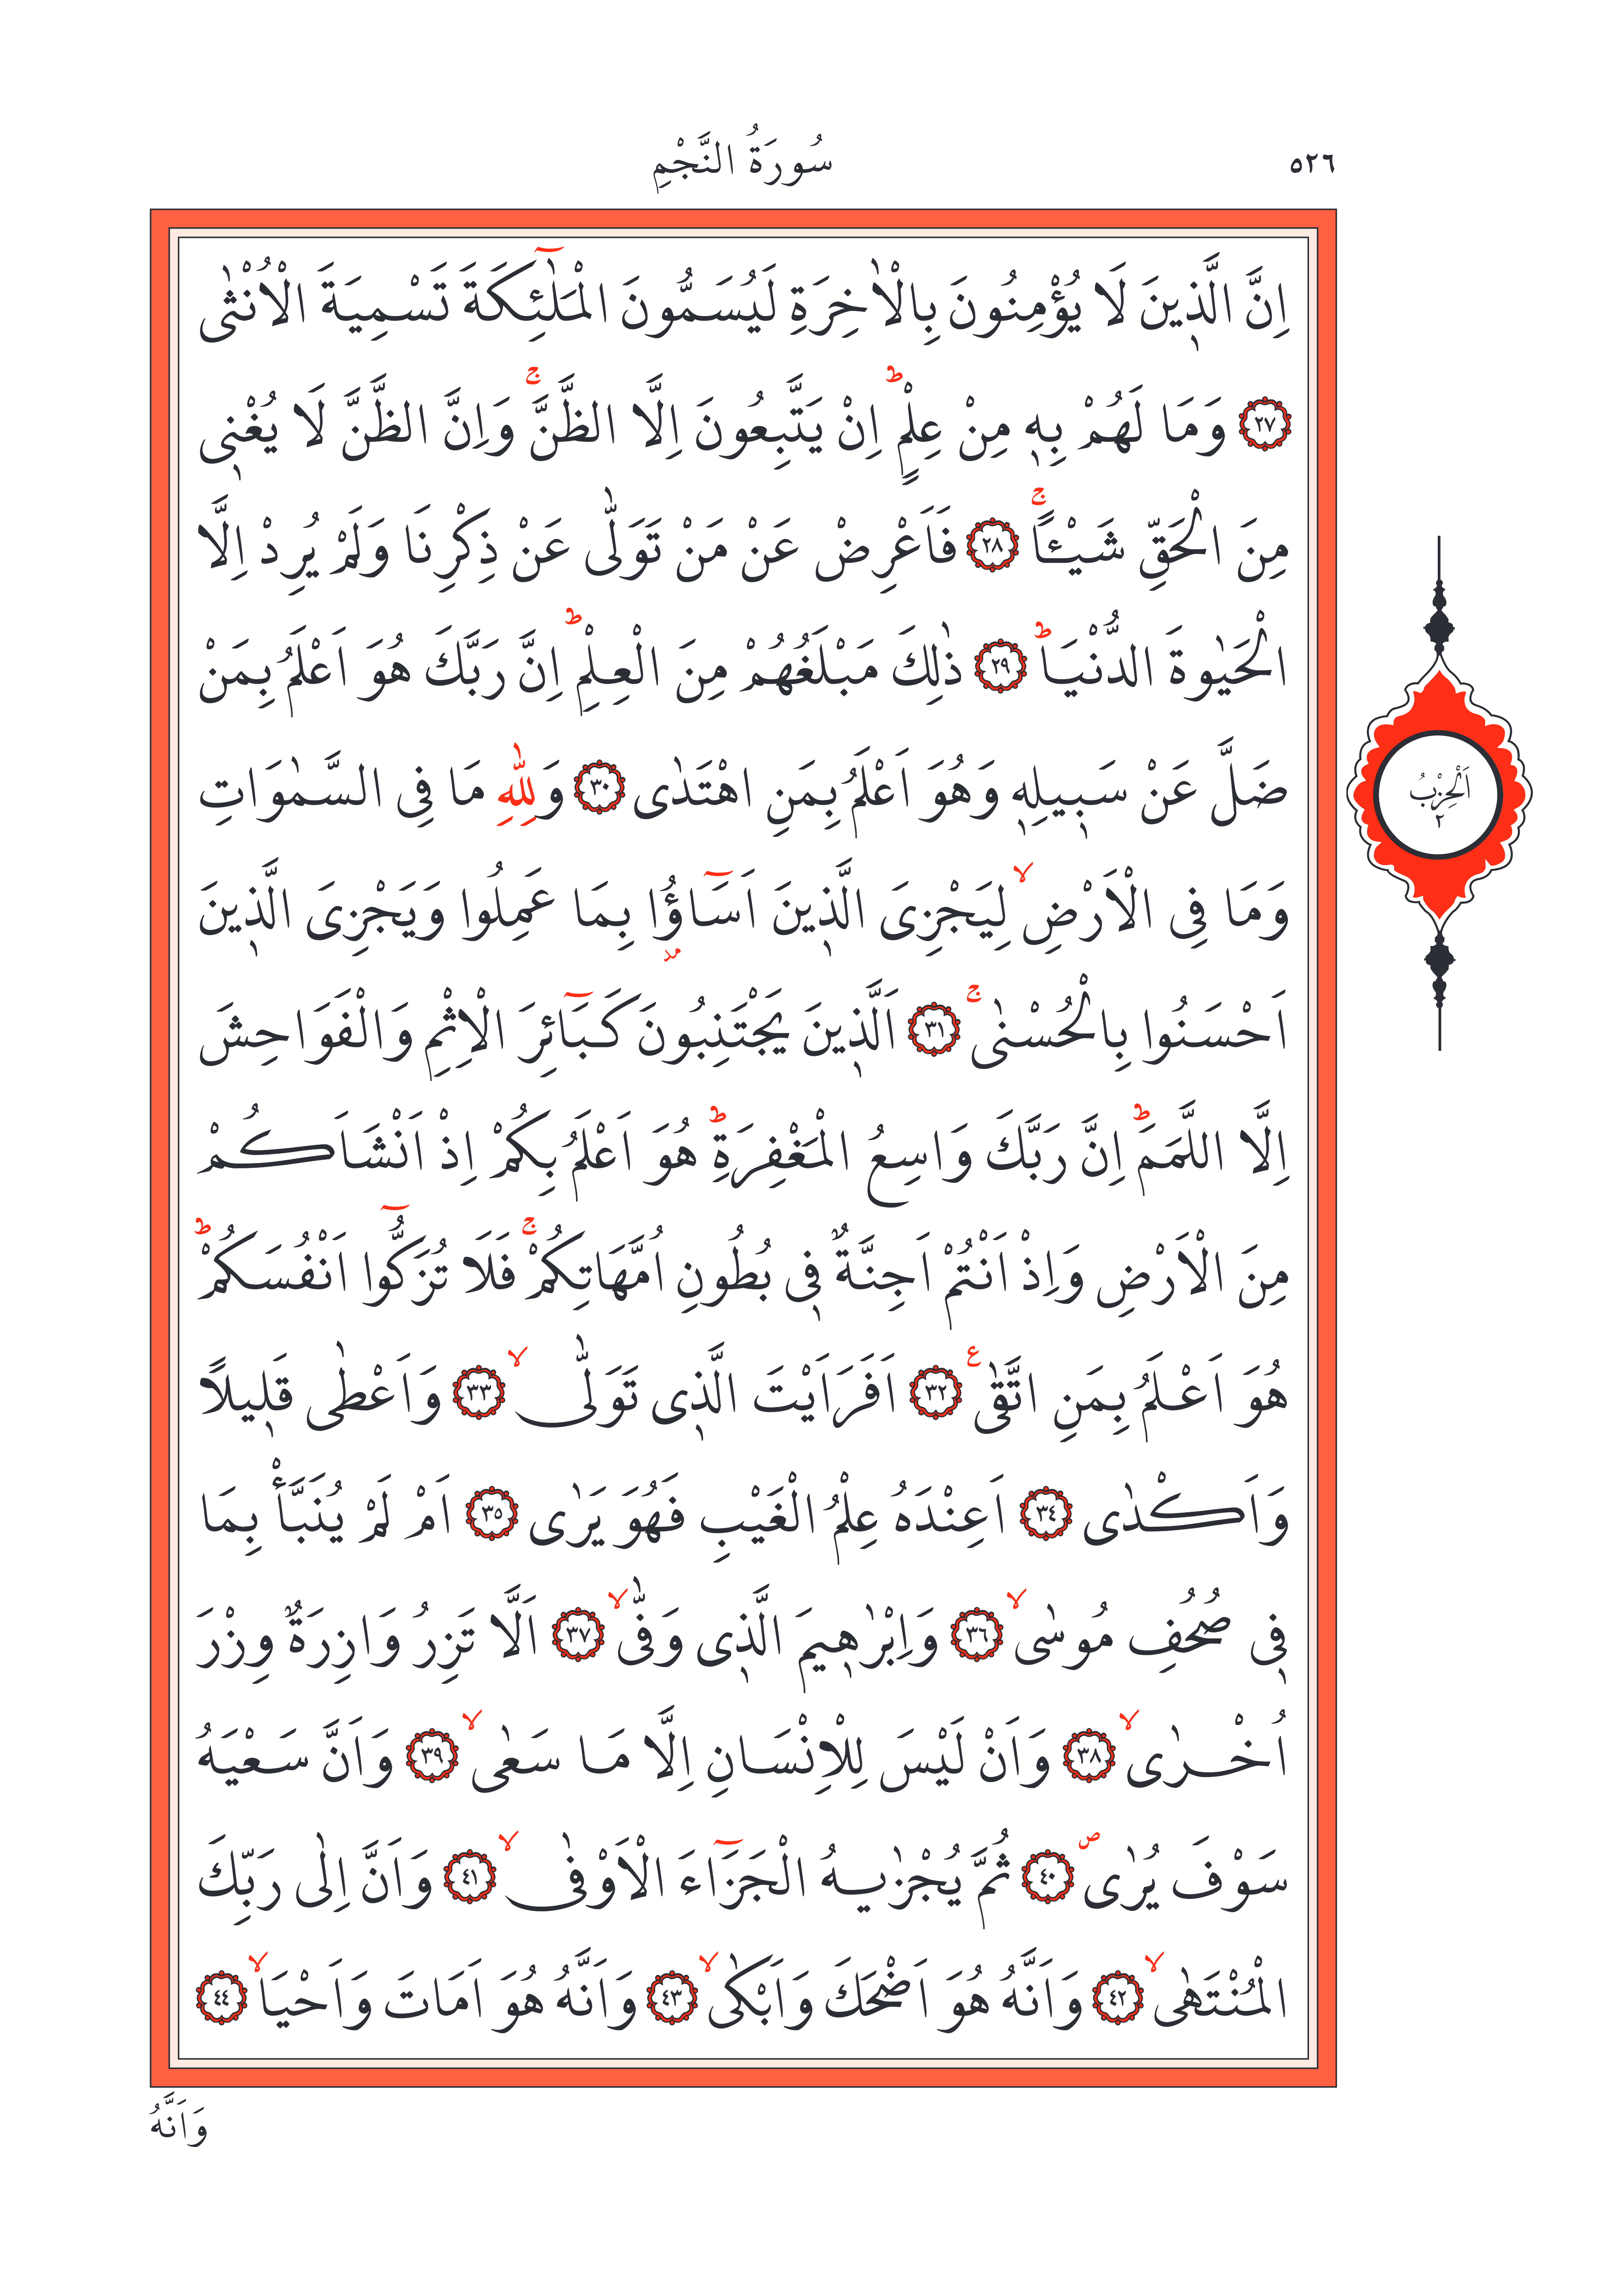 ٥٢٦
سُورَةُ النَّجْمِ
اِنَّ الَّذ۪ينَ لَا يُؤْمِنُونَ بِالْاٰخِرَةِ لَيُسَمُّونَ الْمَلٰٓئِكَةَ تَسْمِيَةَ الْاُنْثٰى
﴿٢٧﴾ وَمَا لَهُمْ بِه۪ مِنْ عِلْمٍۜ اِنْ يَتَّبِعُونَ اِلَّا الظَّنَّۚ وَاِنَّ الظَّنَّ لَا يُغْن۪ى
مِنَ الْحَقِّ شَيْـًٔاۚ ﴿٢٨﴾ فَاَعْرِضْ عَنْ مَنْ تَوَلّٰى عَنْ ذِكْرِنَا وَلَمْ يُرِدْ اِلَّا
الْحَيٰوةَ الدُّنْيَاۜ ﴿٢٩﴾ ذٰلِكَ مَبْلَغُهُمْ مِنَ الْعِلْمِۜ اِنَّ رَبَّكَ هُوَ اَعْلَمُ بِمَنْ
ضَلَّ عَنْ سَب۪يلِه۪ وَهُوَ اَعْلَمُ بِمَنِ اهْتَدٰى ﴿٣٠﴾ وَلِلّٰهِ مَا فِى السَّمٰوَاتِ
وَمَا فِى الْاَرْضِۙ لِيَجْزِىَ الَّذ۪ينَ اَسَٓاؤُ۫ا بِمَا عَمِلُوا وَيَجْزِىَ الَّذ۪ينَ
اَحْسَنُوا بِالْحُسْنٰىۚ ﴿٣١﴾ اَلَّذ۪ينَ يَجْتَنِبُونَ كَبَٓائِرَ الْاِثْمِ وَالْفَوَاحِشَ
اِلَّا اللَّمَمَۜ اِنَّ رَبَّكَ وَاسِعُ الْمَغْفِرَةِۜ هُوَ اَعْلَمُ بِكُمْ اِذْ اَنْشَاَكُمْ
مِنَ الْاَرْضِ وَاِذْ اَنْتُمْ اَجِنَّةٌ ف۪ى بُطُونِ اُمَّهَاتِكُمْۚ فَلَا تُزَكُّٓوا اَنْفُسَكُمْۜ
هُوَ اَعْلَمُ بِمَنِ اتَّقٰىع ﴿٣٢﴾ اَفَرَاَيْتَ الَّذ۪ى تَوَلّٰىۙ ﴿٣٣﴾ وَاَعْطٰى قَل۪يلًا
وَاَكْدٰى ﴿٣٤﴾ اَعِنْدَهُ عِلْمُ الْغَيْبِ فَهُوَ يَرٰى ﴿٣٥﴾ اَمْ لَمْ يُنَبَّأْ بِمَا
ف۪ى صُحُفِ مُوسٰىۙ ﴿٣٦﴾ وَاِبْرٰه۪يمَ الَّذ۪ى وَفّٰىۙ ﴿٣٧﴾ اَلَّا تَزِرُ وَازِرَةٌ وِزْرَ
اُخْرٰىۙ ﴿٣٨﴾ وَاَنْ لَيْسَ لِلْاِنْسَانِ اِلَّا مَا سَعٰىۙ ﴿٣٩﴾ وَاَنَّ سَعْيَهُ
سَوْفَ يُرٰىۖ ﴿٤٠﴾ ثُمَّ يُجْزٰيهُ الْجَزَٓاءَ الْاَوْفٰىۙ ﴿٤١﴾ وَاَنَّ اِلٰى رَبِّكَ
الْمُنْتَهٰىۙ ﴿٤٢﴾ وَاَنَّهُ هُوَ اَضْحَكَ وَاَبْكٰىۙ ﴿٤٣﴾ وَاَنَّهُ هُوَ اَمَاتَ وَاَحْيَاۙ ﴿٤٤﴾
وَاَنَّهُ
اَلْحِزْبُ
٢